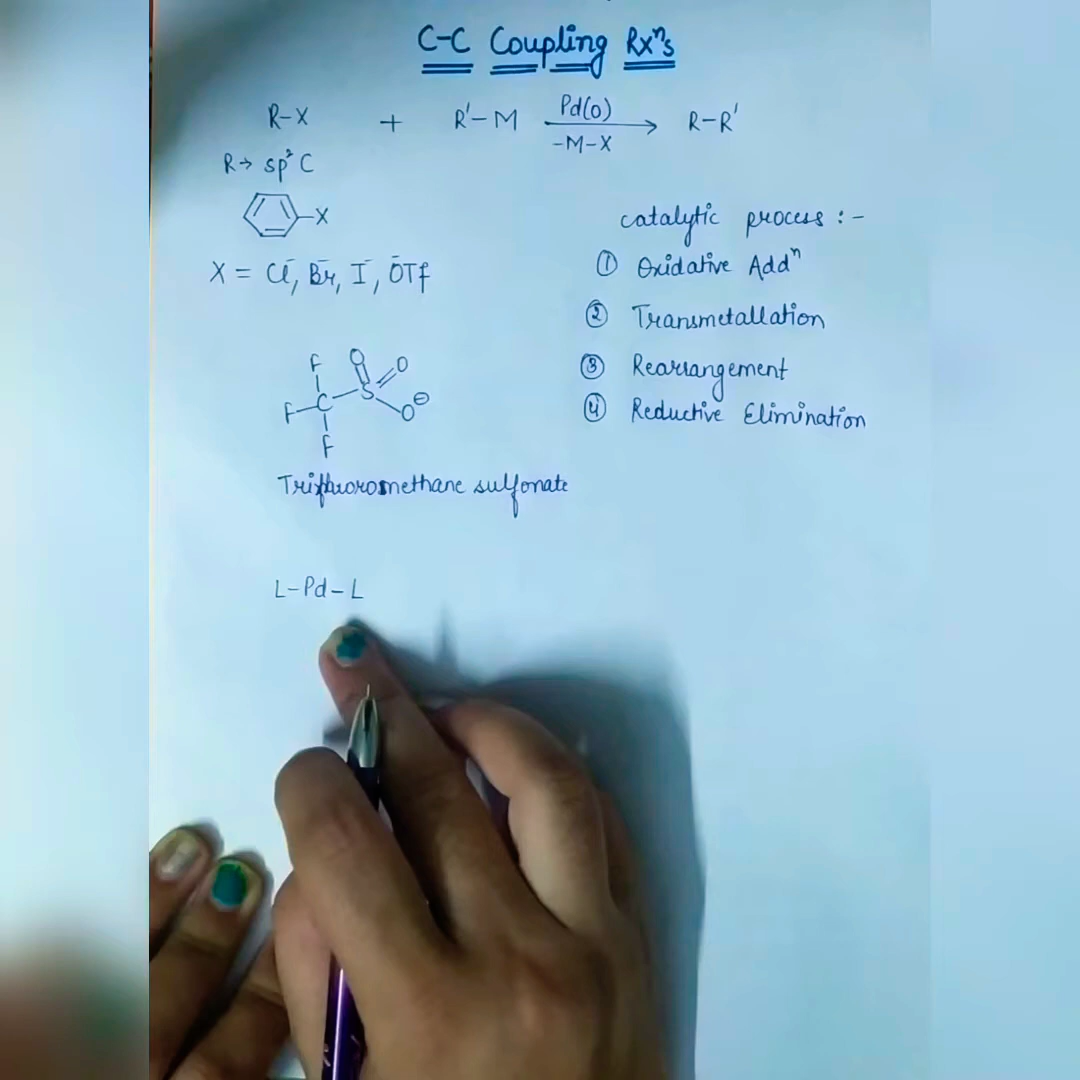 C-C Coupling Rxⁿs
R-X + R'-M Pd(0) -M-X R-R'
R→ sp² C
X
X = Cl⁻, Br⁻, I⁻, O⁻Tf
catalytic process :-
① Oxidative Addⁿ
② Transmetallation
③ Rearrangement
④ Reductive Elimination
F O O
F-C S O⊖
F
Trifluoromethane sulfonate
L-Pd-L